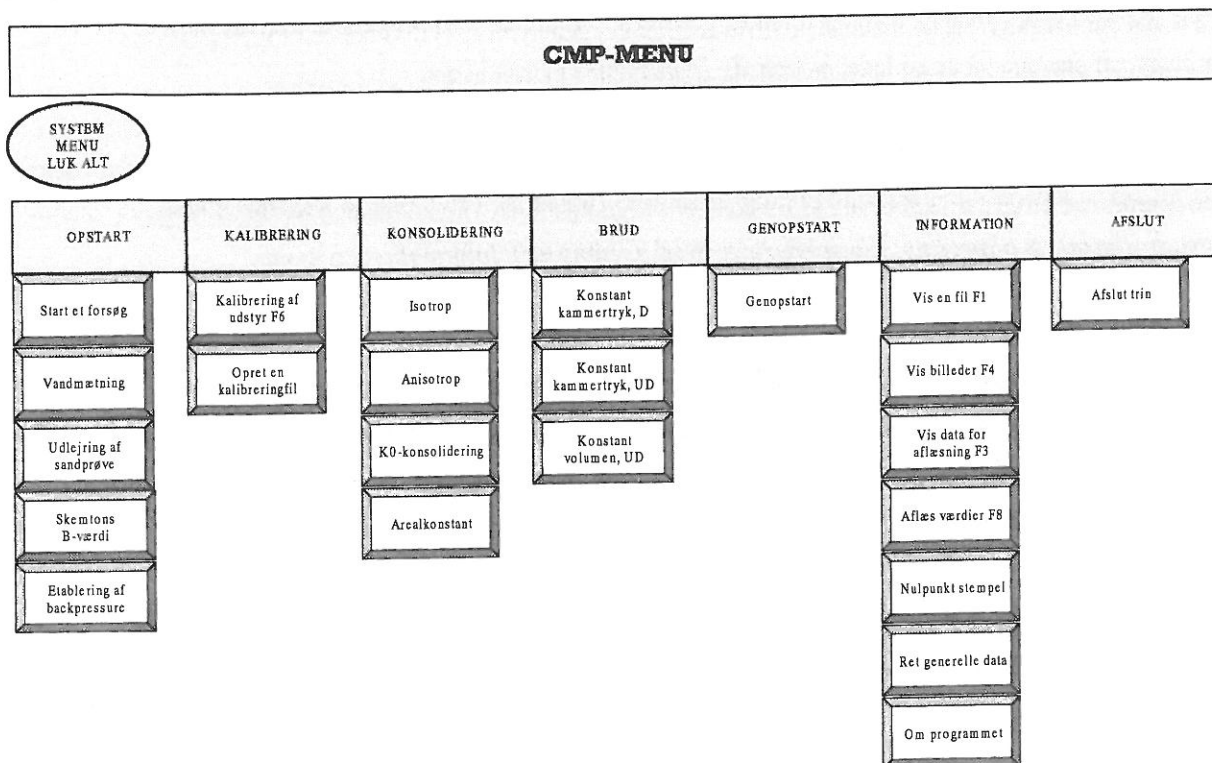 CMP-MENU
SYSTEM
MENU
LUK ALT
OPSTART
KALIBRERING
KONSOLIDERING
BRUD
GENOPSTART
INFORMATION
AFSLUT
Start et forsøg
Vandmætning
Udlejring af
sandprøve
Skemtons
B-værdi
Etablering af
backpressure
Kalibrering af
udstyr F6
Opret en
kalibreringfil
Isotrop
Anisotrop
K0-konsolidering
Arealkonstant
Konstant
kammertryk, D
Konstant
kammertryk, UD
Konstant
volumen, UD
Genopstart
Vis en fil F1
Vis billeder F4
Vis data for
aflæsning F3
Aflæs værdier F8
Nulpunkt stempel
Ret generelle data
Om programmet
Afslut trin